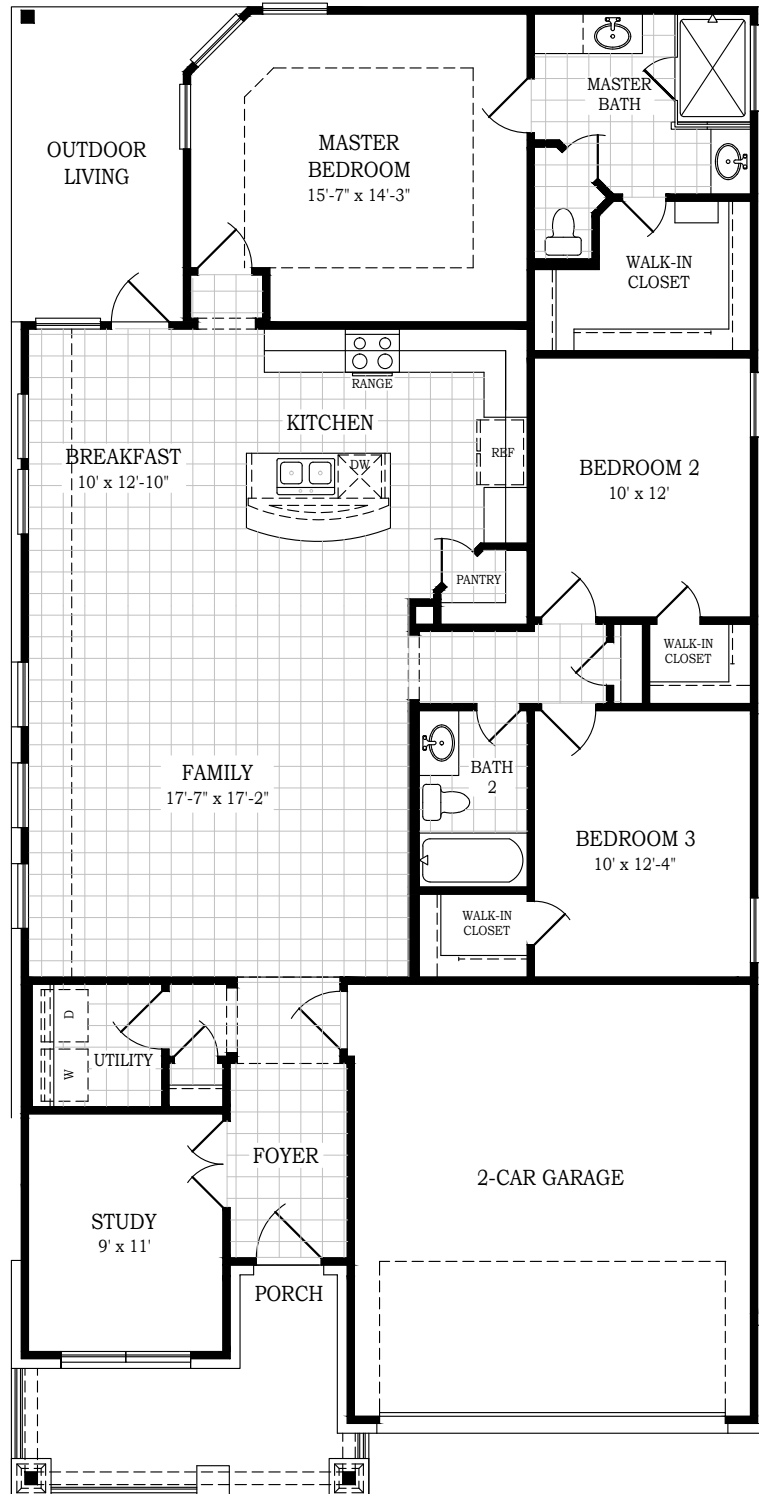 OUTDOOR
LIVING
MASTER
BEDROOM
15'-7" x 14'-3"
MASTER
BATH
WALK-IN
CLOSET
RANGE
KITCHEN
BREAKFAST
10' x 12'-10"
DW
REF
BEDROOM 2
10' x 12'
PANTRY
WALK-IN
CLOSET
FAMILY
17'-7" x 17'-2"
BATH
2
BEDROOM 3
10' x 12'-4"
WALK-IN
CLOSET
D
W
UTILITY
FOYER
2-CAR GARAGE
STUDY
9' x 11'
PORCH